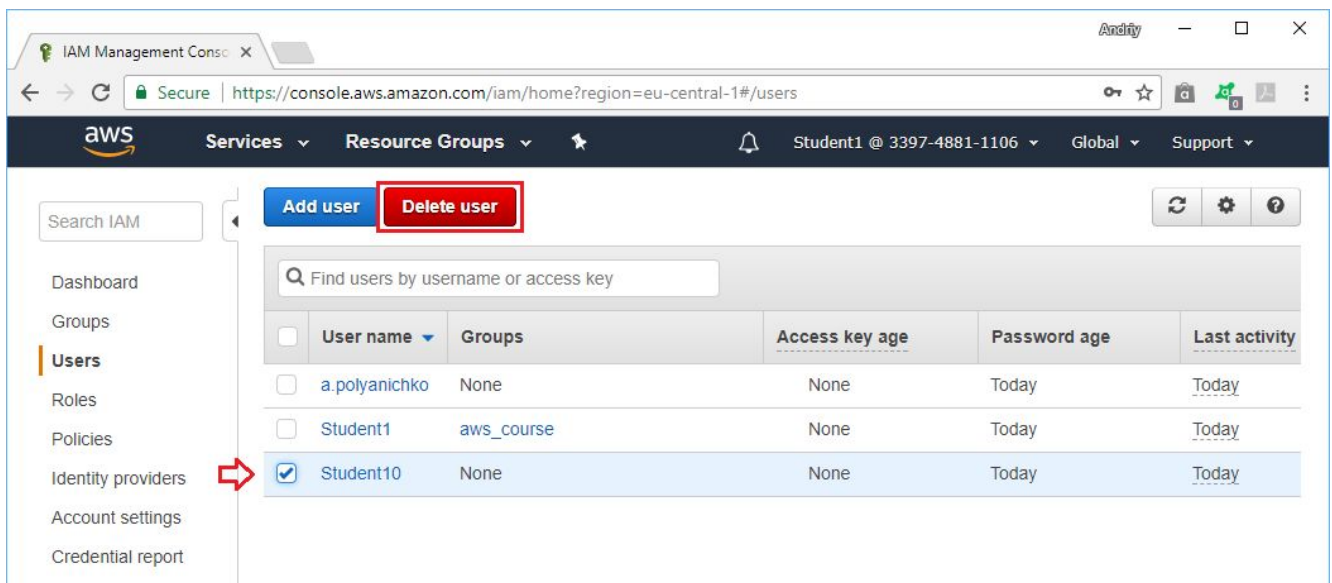 Andriy
IAM Management Conso
Secure | https://console.aws.amazon.com/iam/home?region=eu-central-1#/users
0
aws Services Resource Groups Student1 @ 3397-4881-1106 Global Support
Search IAM
Add user Delete user
Find users by username or access key
Dashboard
Groups
Users
Roles
Policies
Identity providers
Account settings
Credential report
User name Groups Access key age Password age Last activity
a.polyanichko None None Today Today
Student1 aws_course None Today Today
Student10 None None Today Today